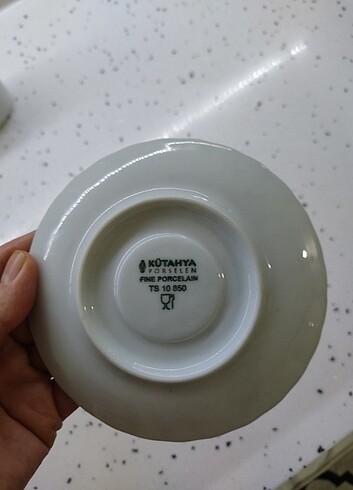 KÜTAHYA
PORSELEN
FINE PORCELAIN
TS 10 850